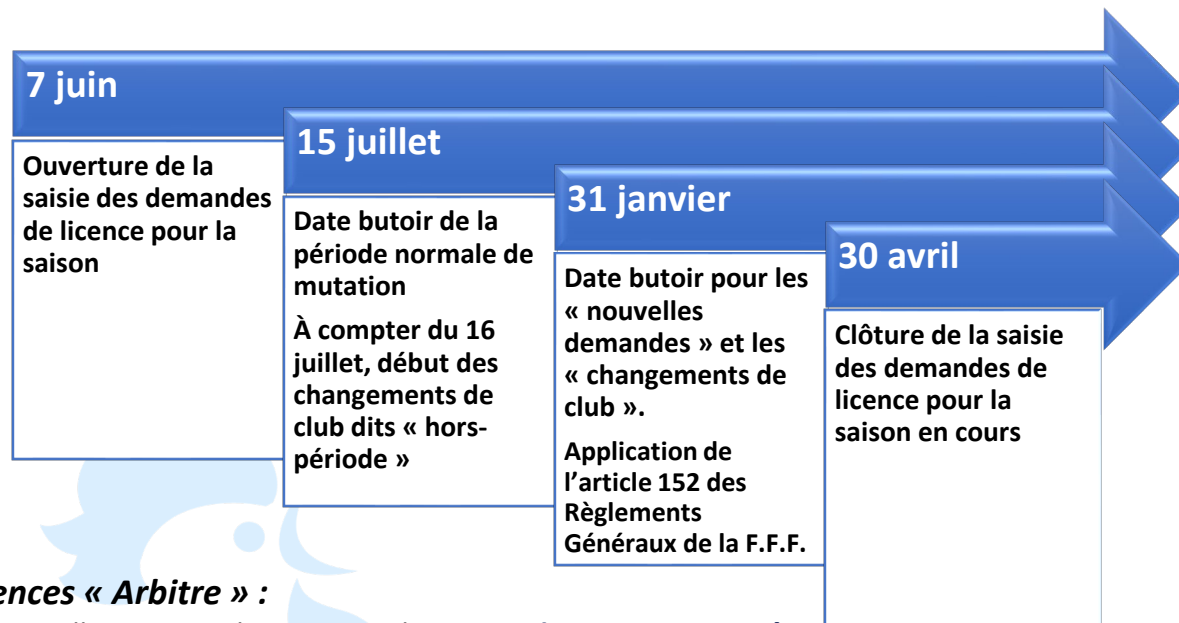 7 juin
Ouverture de la
saisie des demandes
de licence pour la
saison
15 juillet
Date butoir de la
période normale de
mutation
À compter du 16
juillet, début des
changements de
club dits « hors-
période »
31 janvier
Date butoir pour les
« nouvelles
demandes » et les
« changements de
club ».
Application de
l’article 152 des
Règlements
Généraux de la F.F.F.
30 avril
Clôture de la saisie
des demandes de
licence pour la
saison en cours
ences « Arbitre » :